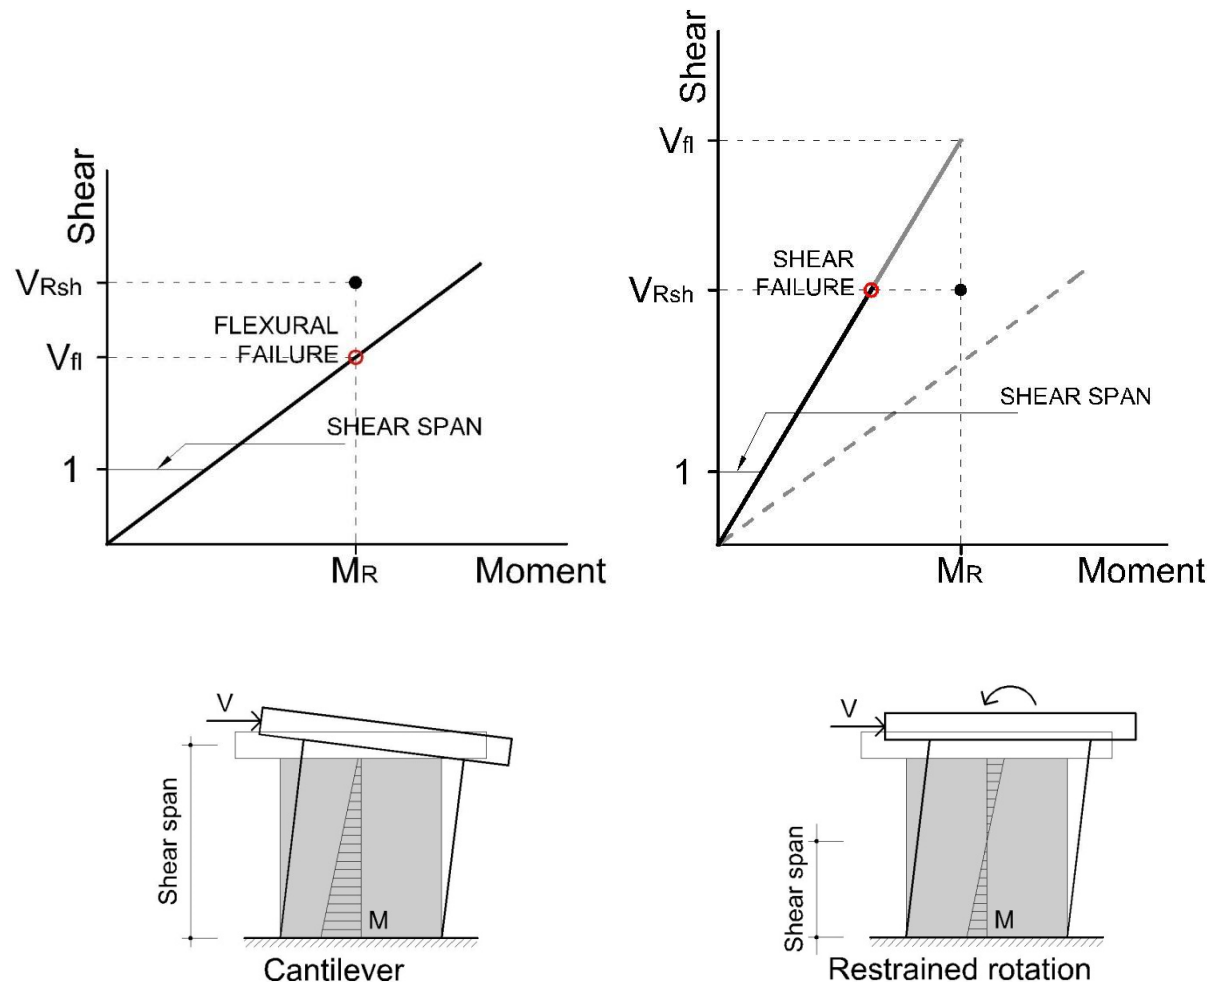 Shear
VRsh
FLEXURAL
FAILURE
Vfl
SHEAR SPAN
1
MR
Moment
Shear
Vfl
SHEAR
FAILURE
VRsh
SHEAR SPAN
1
MR
Moment
V
Shear span
M
Cantilever
V
Shear span
M
Restrained rotation